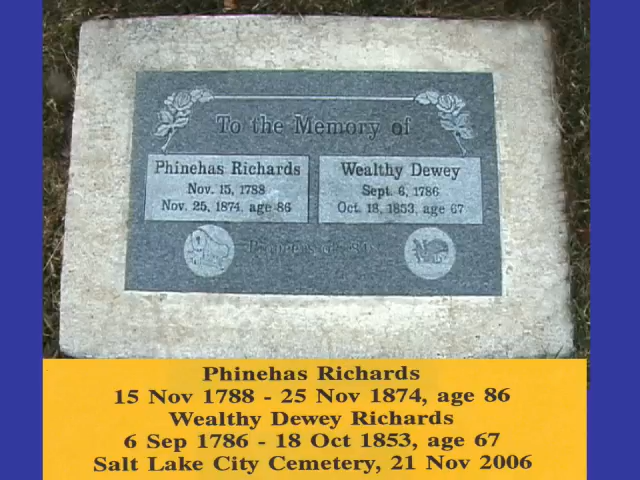 To the Memory of
Phinehas Richards
Nov. 15, 1788
Nov. 25, 1874, age 86
Wealthy Dewey
Sept. 6, 1786
Oct. 18, 1853, age 67
Phinehas Richards
15 Nov 1788 - 25 Nov 1874, age 86
Wealthy Dewey Richards
6 Sep 1786 - 18 Oct 1853, age 67
Salt Lake City Cemetery, 21 Nov 2006